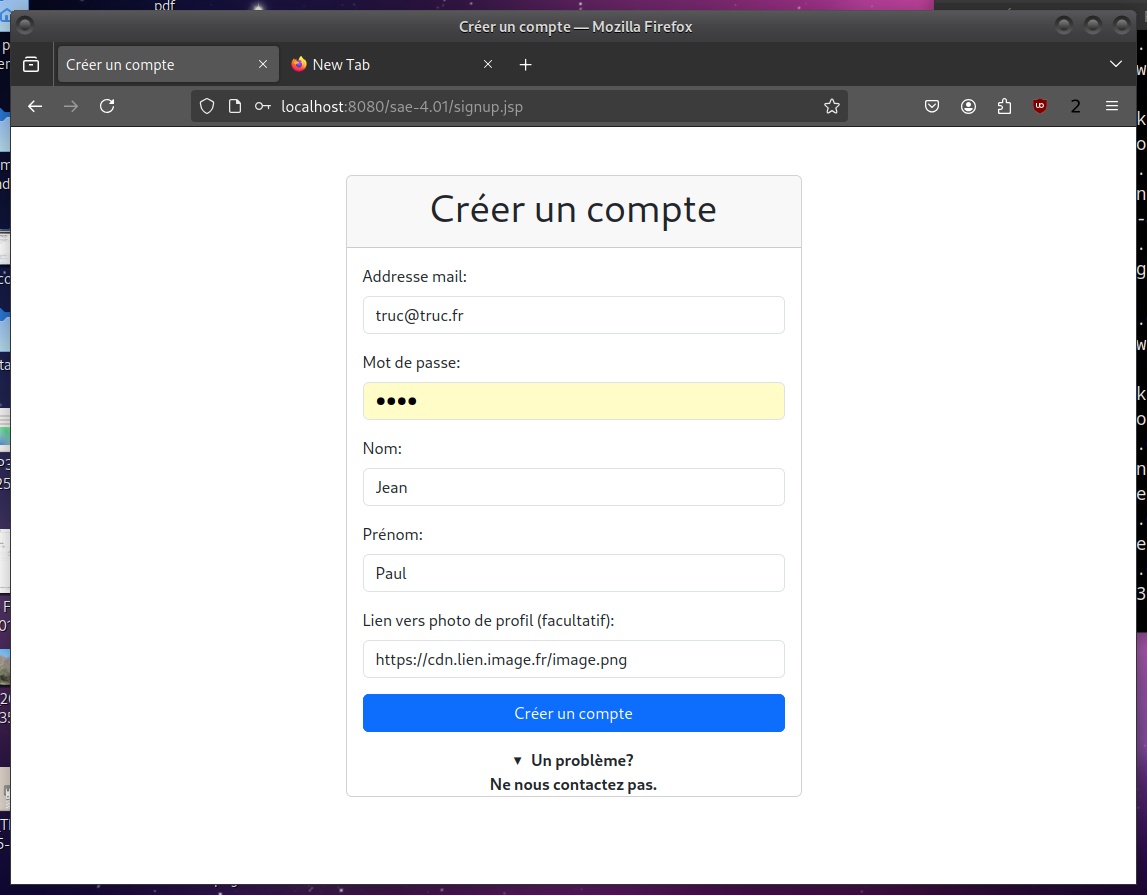 pdf
Créer un compte — Mozilla Firefox
Créer un compte
New Tab
localhost:8080/sae-4.01/signup.jsp
2
Créer un compte
Addresse mail:
truc@truc.fr
Mot de passe:
Nom:
Jean
Prénom:
Paul
Lien vers photo de profil (facultatif):
https://cdn.lien.image.fr/image.png
Créer un compte
▼ Un problème?
Ne nous contactez pas.